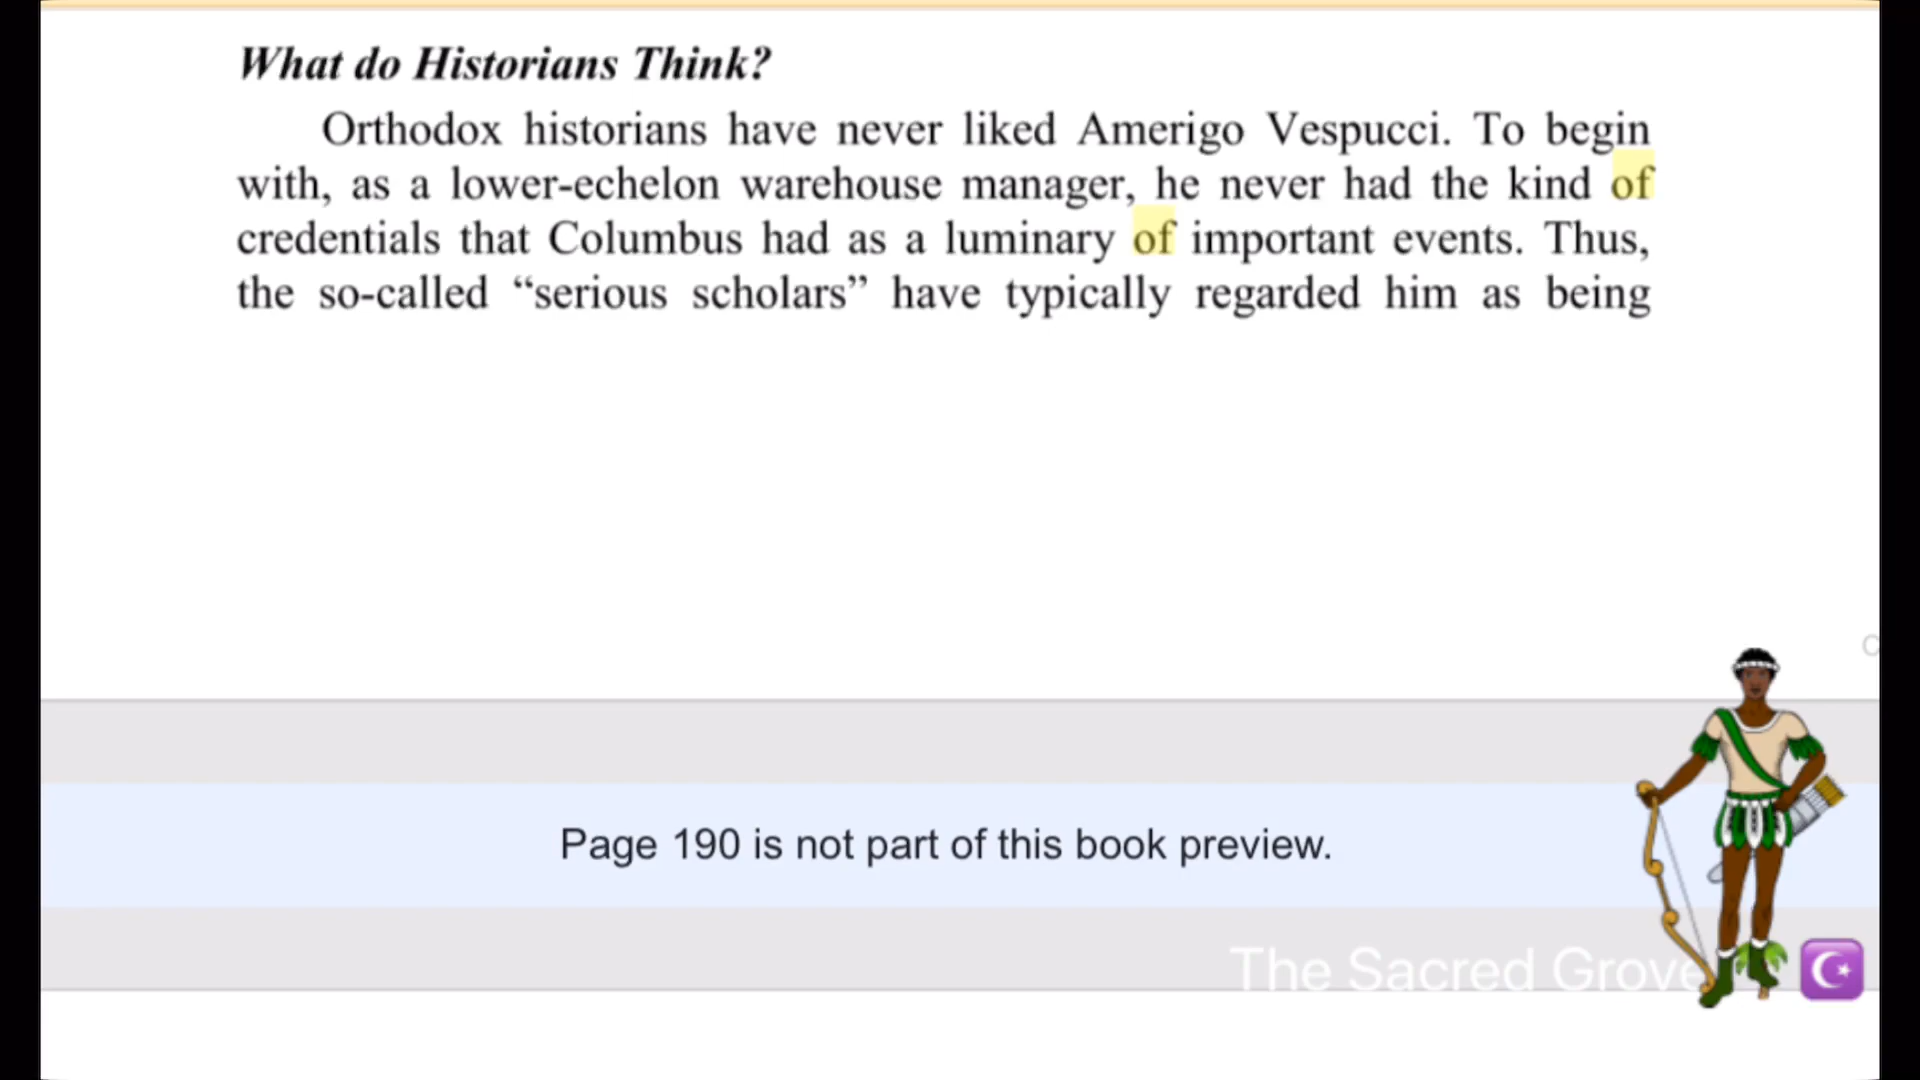 What do Historians Think?
Orthodox historians have never liked Amerigo Vespucci. To begin
with, as a lower-echelon warehouse manager, he never had the kind of
credentials that Columbus had as a luminary of important events. Thus,
the so-called “serious scholars” have typically regarded him as being
Page 190 is not part of this book preview.
The Sacred Grove